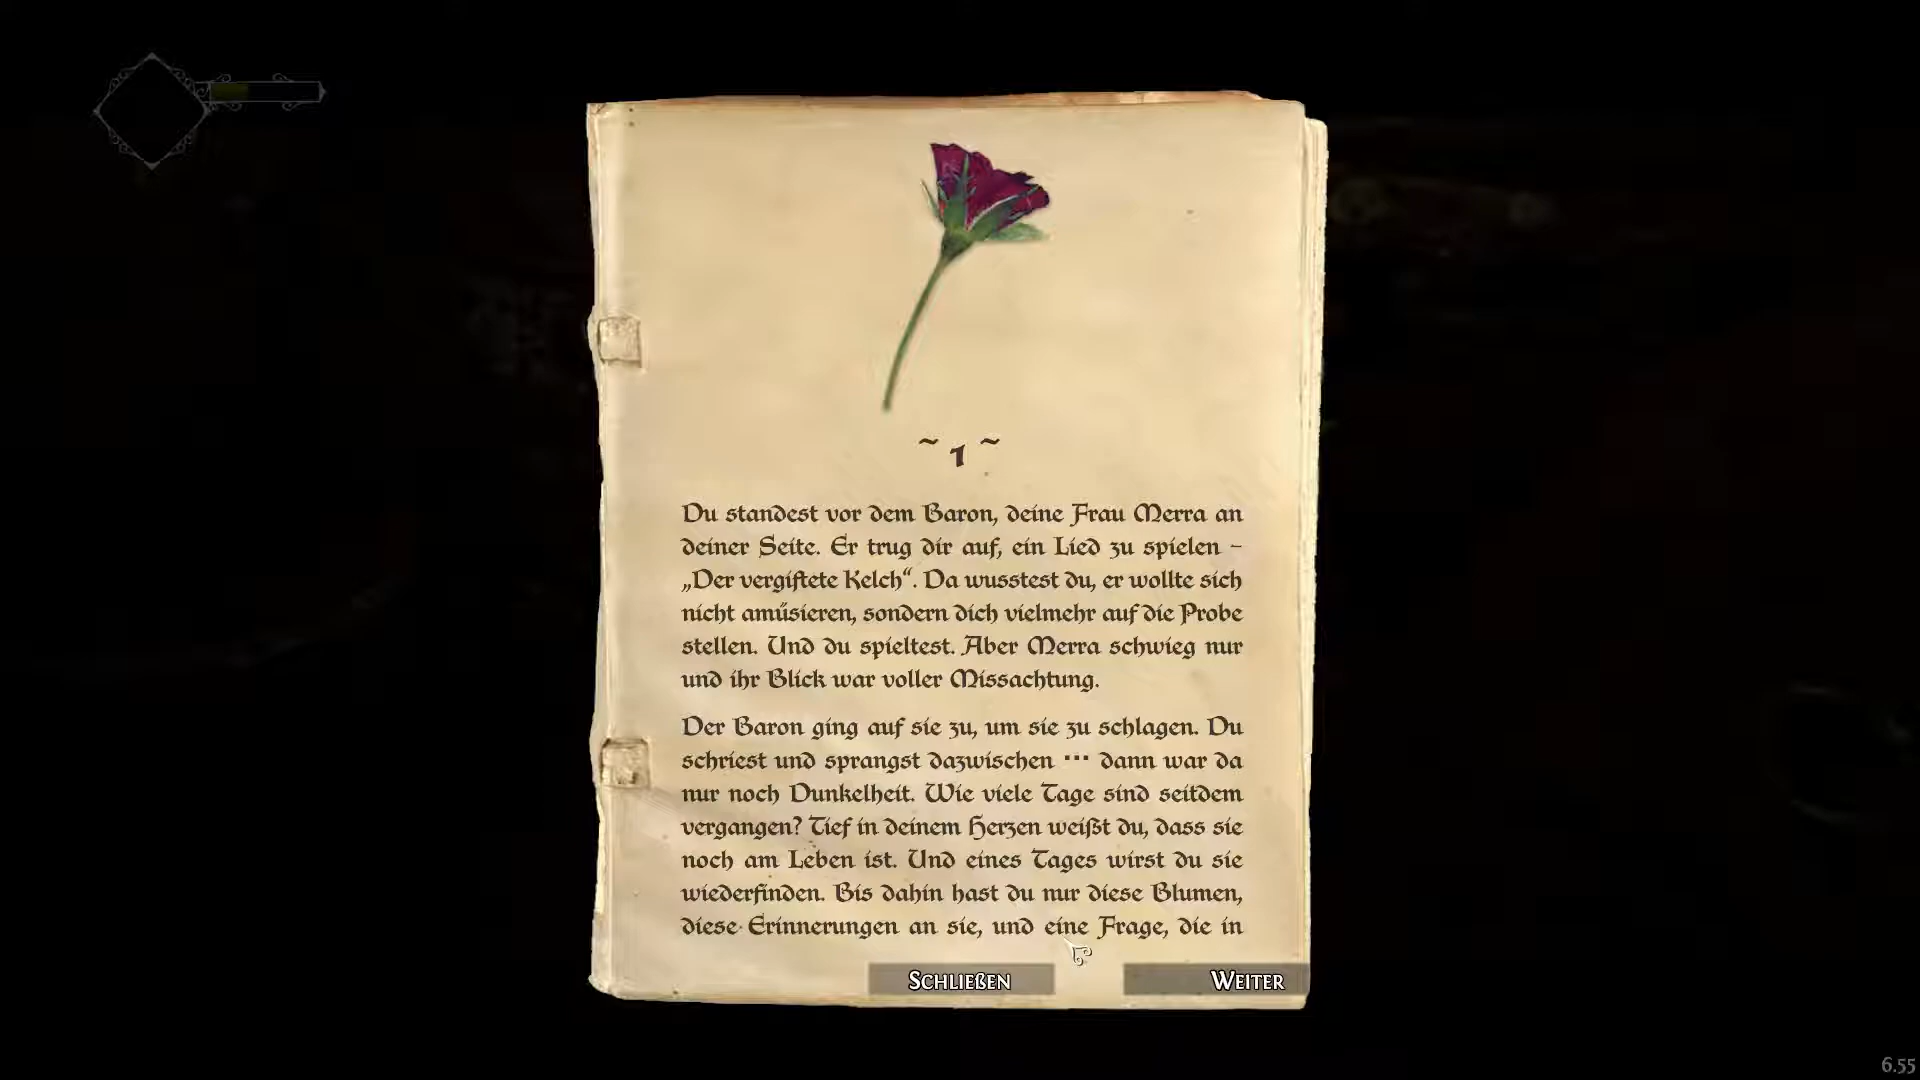 ~ 1 ~
Du standest vor dem Baron, deine Frau Merra an
deiner Seite. Er trug dir auf, ein Lied zu spielen –
„Der vergiftete Kelch“. Da wusstest du, er wollte sich
nicht amüsieren, sondern dich vielmehr auf die Probe
stellen. Und du spieltest. Aber Merra schwieg nur
und ihr Blick war voller Missachtung.
Der Baron ging auf sie zu, um sie zu schlagen. Du
schriest und sprangst dazwischen ... dann war da
nur noch Dunkelheit. Wie viele Tage sind seitdem
vergangen? Tief in deinem Herzen weißt du, dass sie
noch am Leben ist. Und eines Tages wirst du sie
wiederfinden. Bis dahin hast du nur diese Blumen,
diese Erinnerungen an sie, und eine Frage, die in
Schließen
Weiter
6.55